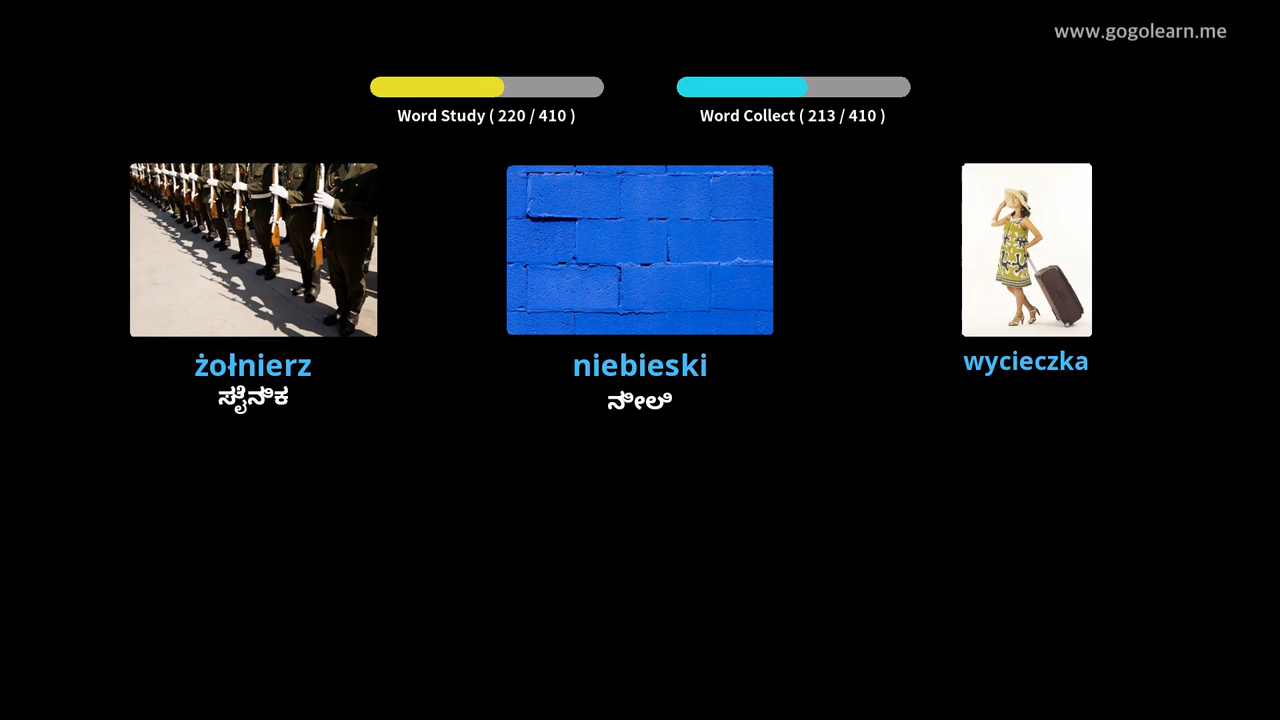 www.gogolearn.me
Word Study ( 220 / 410 )
Word Collect ( 213 / 410 )
żołnierz
ಸೈನಿಕ
niebieski
ನೀಲಿ
wycieczka